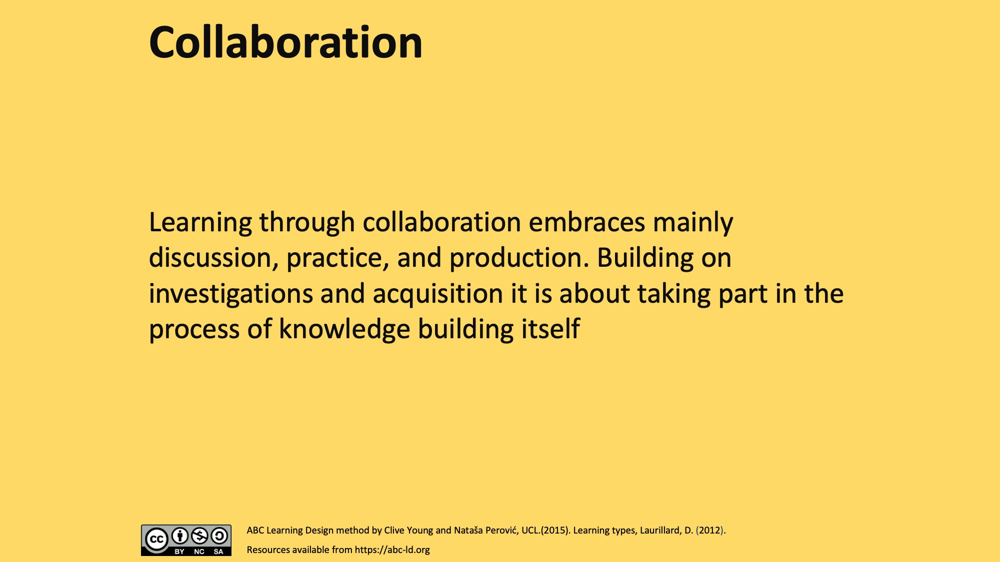 Collaboration
Learning through collaboration embraces mainly
discussion, practice, and production. Building on
investigations and acquisition it is about taking part in the
process of knowledge building itself
ABC Learning Design method by Clive Young and Nataša Perović, UCL.(2015). Learning types, Laurillard, D. (2012).
Resources available from https://abc-ld.org
cc
BY NC SA